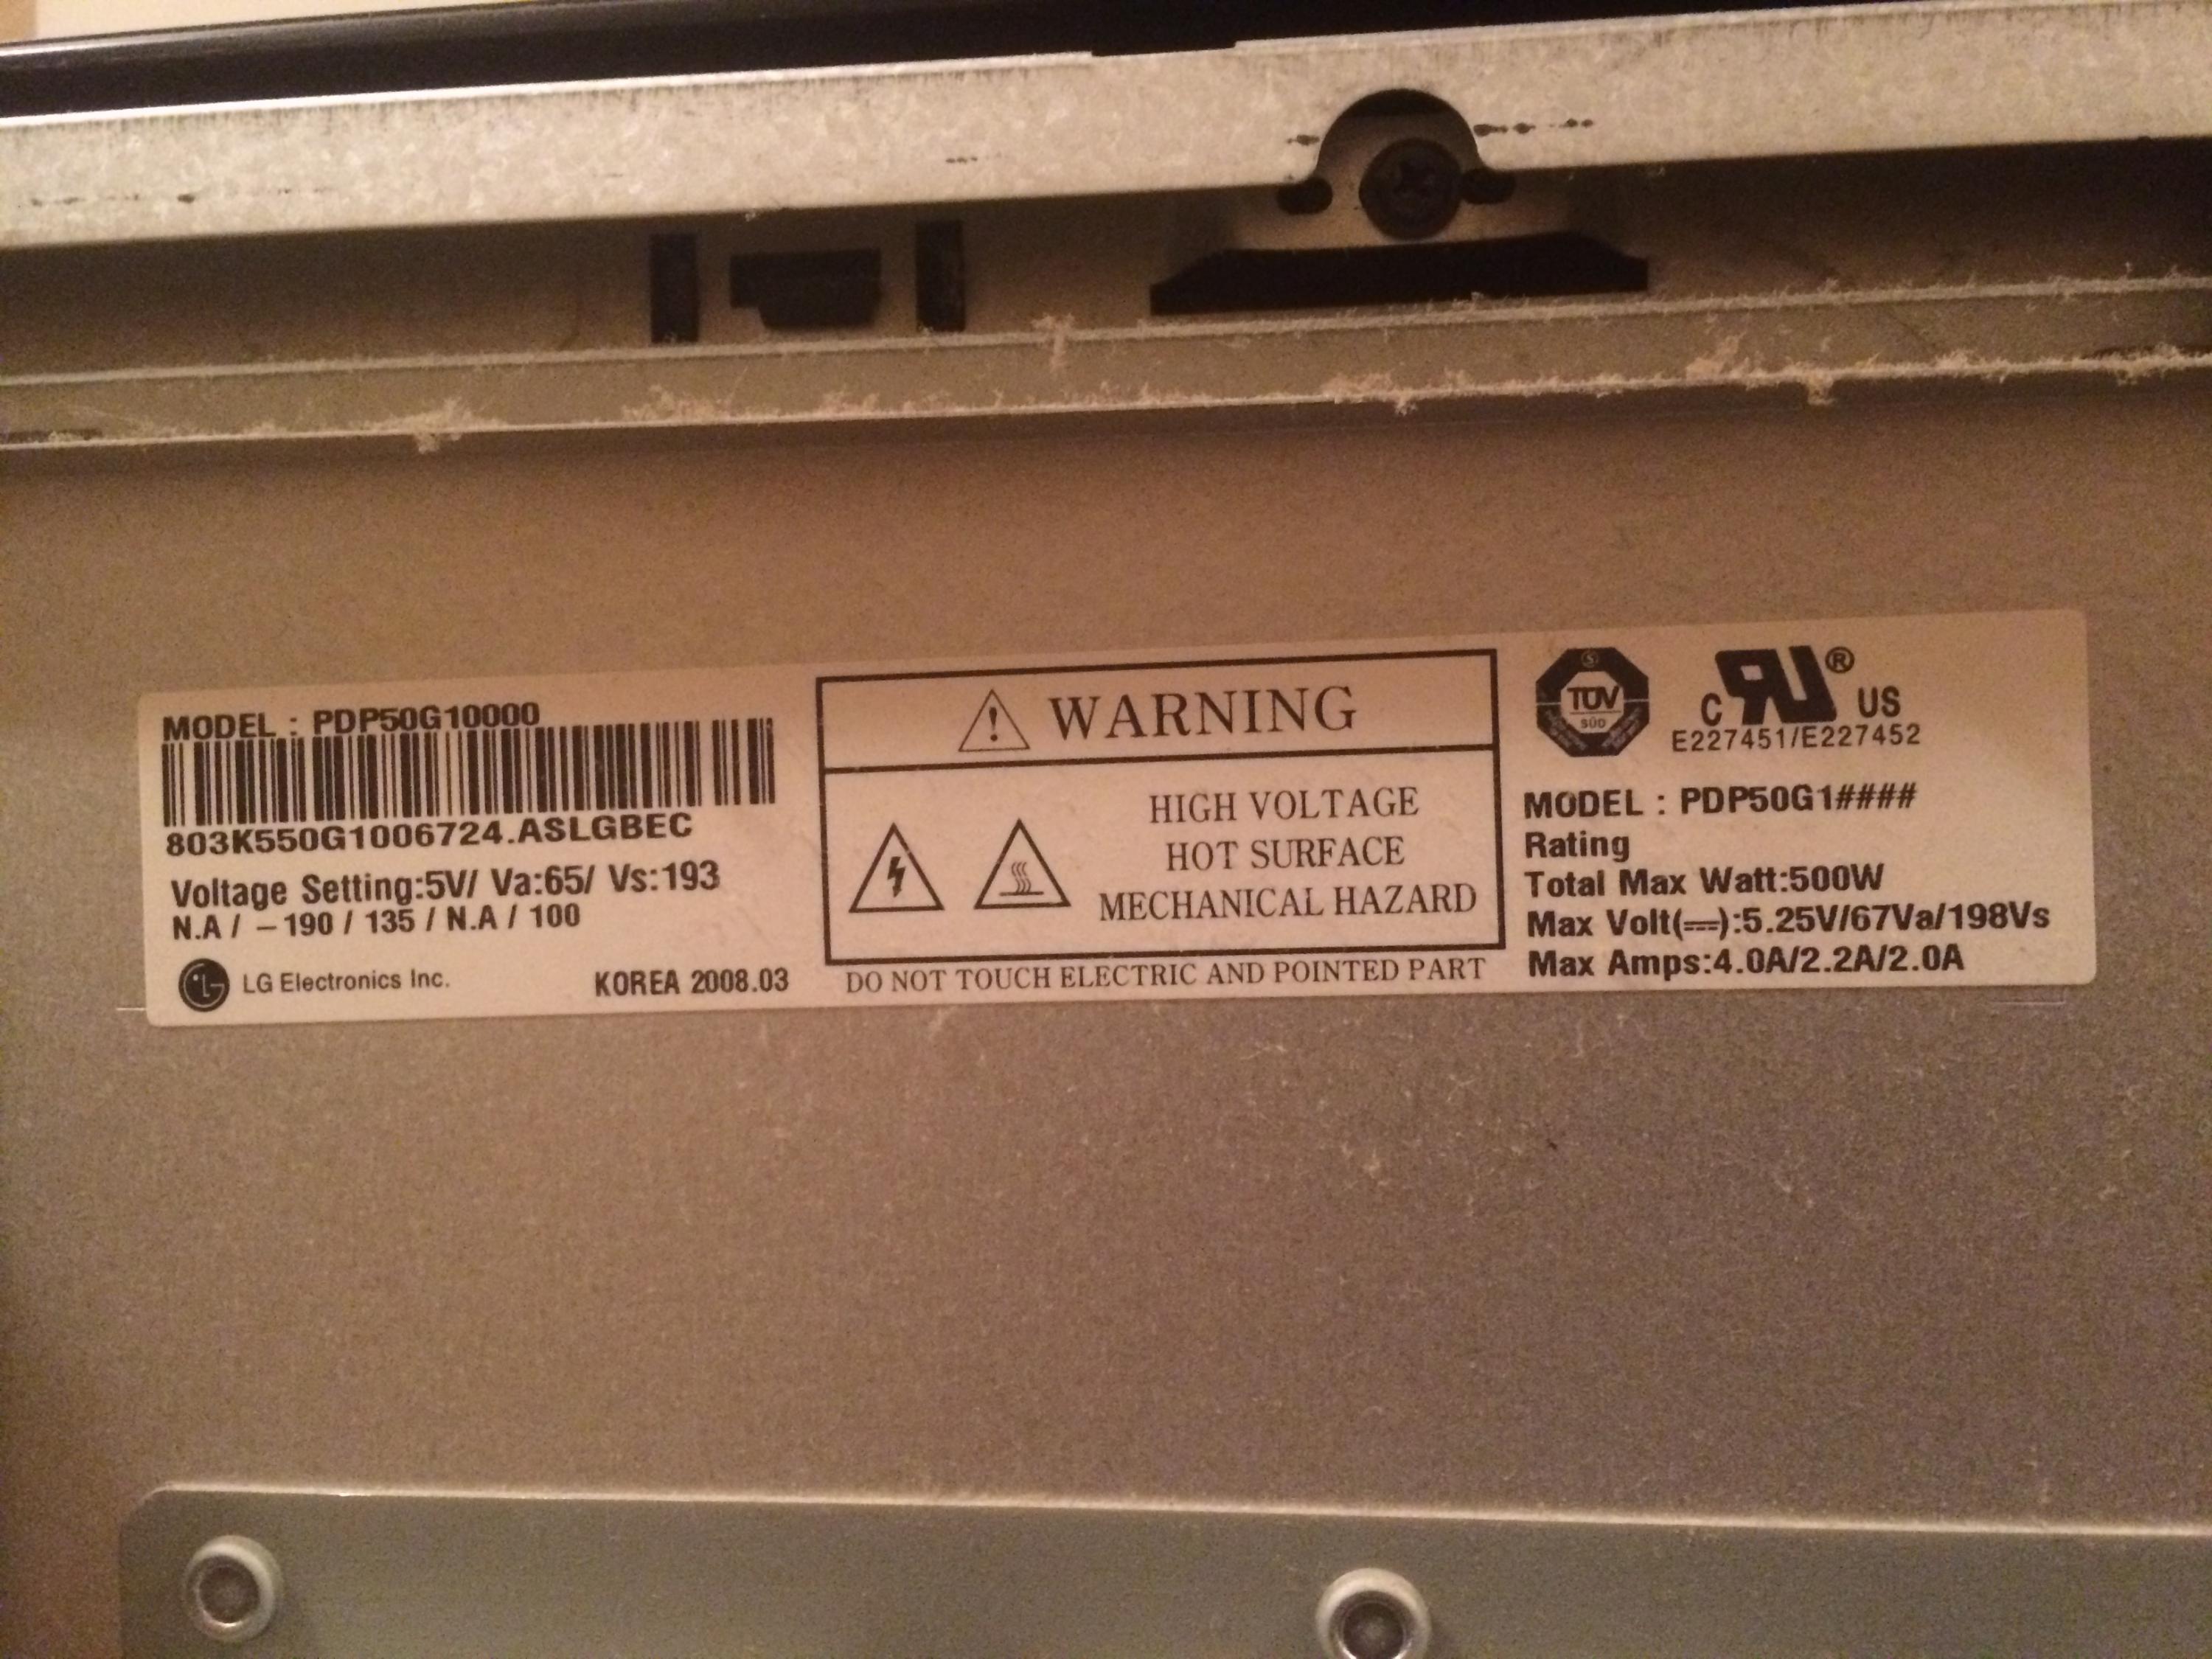 MODEL : PDP50G10000
803K550G1006724.ASLGBEC
Voltage Setting:5V/ Va:65/ Vs:193
N.A / – 190 / 135 / N.A / 100
LG Electronics Inc.
KOREA 2008.03
WARNING
HIGH VOLTAGE
HOT SURFACE
MECHANICAL HAZARD
DO NOT TOUCH ELECTRIC AND POINTED PART
TÜV
SÜD
C RU® US
E227451/E227452
MODEL : PDP50G1####
Rating
Total Max Watt:500W
Max Volt(⎓):5.25V/67Va/198Vs
Max Amps:4.0A/2.2A/2.0A